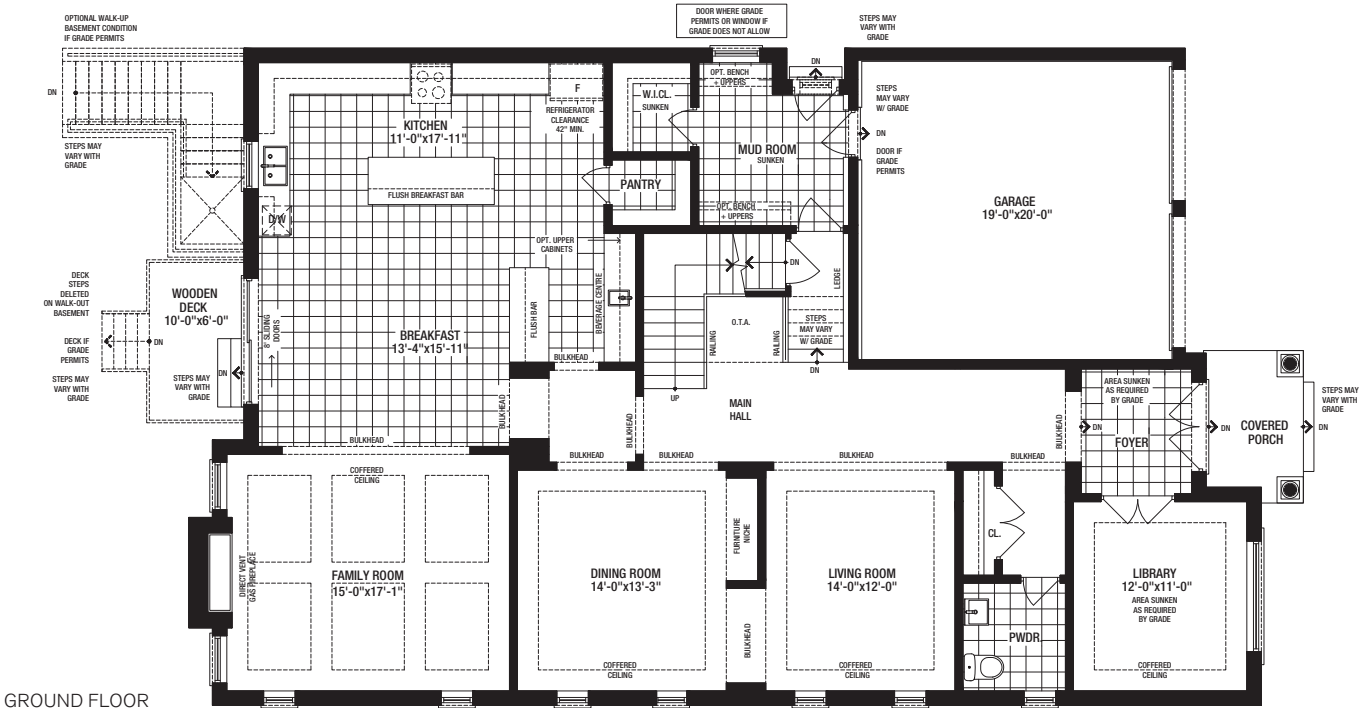 OPTIONAL WALK-UP
BASEMENT CONDITION
IF GRADE PERMITS
DN
STEPS MAY
VARY WITH
GRADE
DECK
STEPS
DELETED
ON WALK-OUT
BASEMENT
DECK IF
GRADE
PERMITS
STEPS MAY
VARY WITH
GRADE
DN
WOODEN
DECK
10'-0"x6'-0"
STEPS MAY
VARY WITH
GRADE
DN
8' SLIDING
DOORS
KITCHEN
11'-0"x17'-11"
FLUSH BREAKFAST BAR
D/W
F
REFRIGERATOR
CLEARANCE
42" MIN.
BREAKFAST
13'-4"x15'-11"
FLUSH BAR
OPT. UPPER
CABINETS
BEVERAGE CENTRE
BULKHEAD
BULKHEAD
BULKHEAD
BULKHEAD
W.I.CL.
SUNKEN
PANTRY
DOOR WHERE GRADE
PERMITS OR WINDOW IF
GRADE DOES NOT ALLOW
OPT. BENCH
+ UPPERS
MUD ROOM
SUNKEN
OPT. BENCH
+ UPPERS
DN
STEPS MAY
VARY WITH
GRADE
STEPS
MAY VARY
W/ GRADE
DN
DOOR IF
GRADE
PERMITS
GARAGE
19'-0"x20'-0"
DN
LEDGE
O.T.A.
RAILING
RAILING
STEPS
MAY VARY
W/ GRADE
DN
UP
MAIN
HALL
BULKHEAD
BULKHEAD
BULKHEAD
BULKHEAD
BULKHEAD
AREA SUNKEN
AS REQUIRED
BY GRADE
DN
FOYER
DN
COVERED
PORCH
DN
STEPS MAY
VARY WITH
GRADE
COFFERED
CEILING
DIRECT VENT
GAS FIREPLACE
FAMILY ROOM
15'-0"x17'-1"
DINING ROOM
14'-0"x13'-3"
COFFERED
CEILING
FURNITURE
NICHE
BULKHEAD
LIVING ROOM
14'-0"x12'-0"
COFFERED
CEILING
CL.
PWDR.
LIBRARY
12'-0"x11'-0"
AREA SUNKEN
AS REQUIRED
BY GRADE
COFFERED
CEILING
GROUND FLOOR